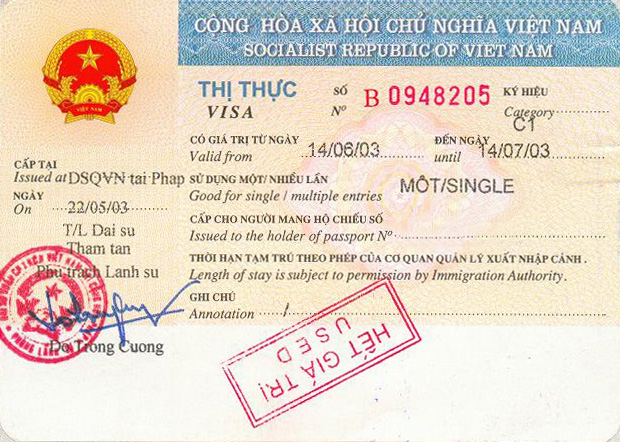 CỘNG HÒA XÃ HỘI CHỦ NGHĨA VIỆT NAM
SOCIALIST REPUBLIC OF VIET NAM
VIỆT NAM
THỊ THỰC
VISA
SỐ
Nº
B 0948205
KÝ HIỆU
Category
C1
CÓ GIÁ TRỊ TỪ NGÀY
Valid from 14/06/03
ĐẾN NGÀY
until 14/07/03
CẤP TẠI
Issued at DSQVN tai Phap
NGÀY
On 22/05/03
T/L Dai su
Tham tan
Phu trach Lanh su
Do Trong Cuong
SỬ DỤNG MỘT/ NHIỀU LẦN
Good for single / multiple entries MÔT/SINGLE
CẤP CHO NGƯỜI MANG HỘ CHIẾU SỐ
Issued to the holder of passport Nº
THỜI HẠN TẠM TRÚ THEO PHÉP CỦA CƠ QUAN QUẢN LÝ XUẤT NHẬP CẢNH .
Length of stay is subject to permission by Immigration Authority.
GHI CHÚ
Annotation /
HẾT GIÁ TRỊ
USED